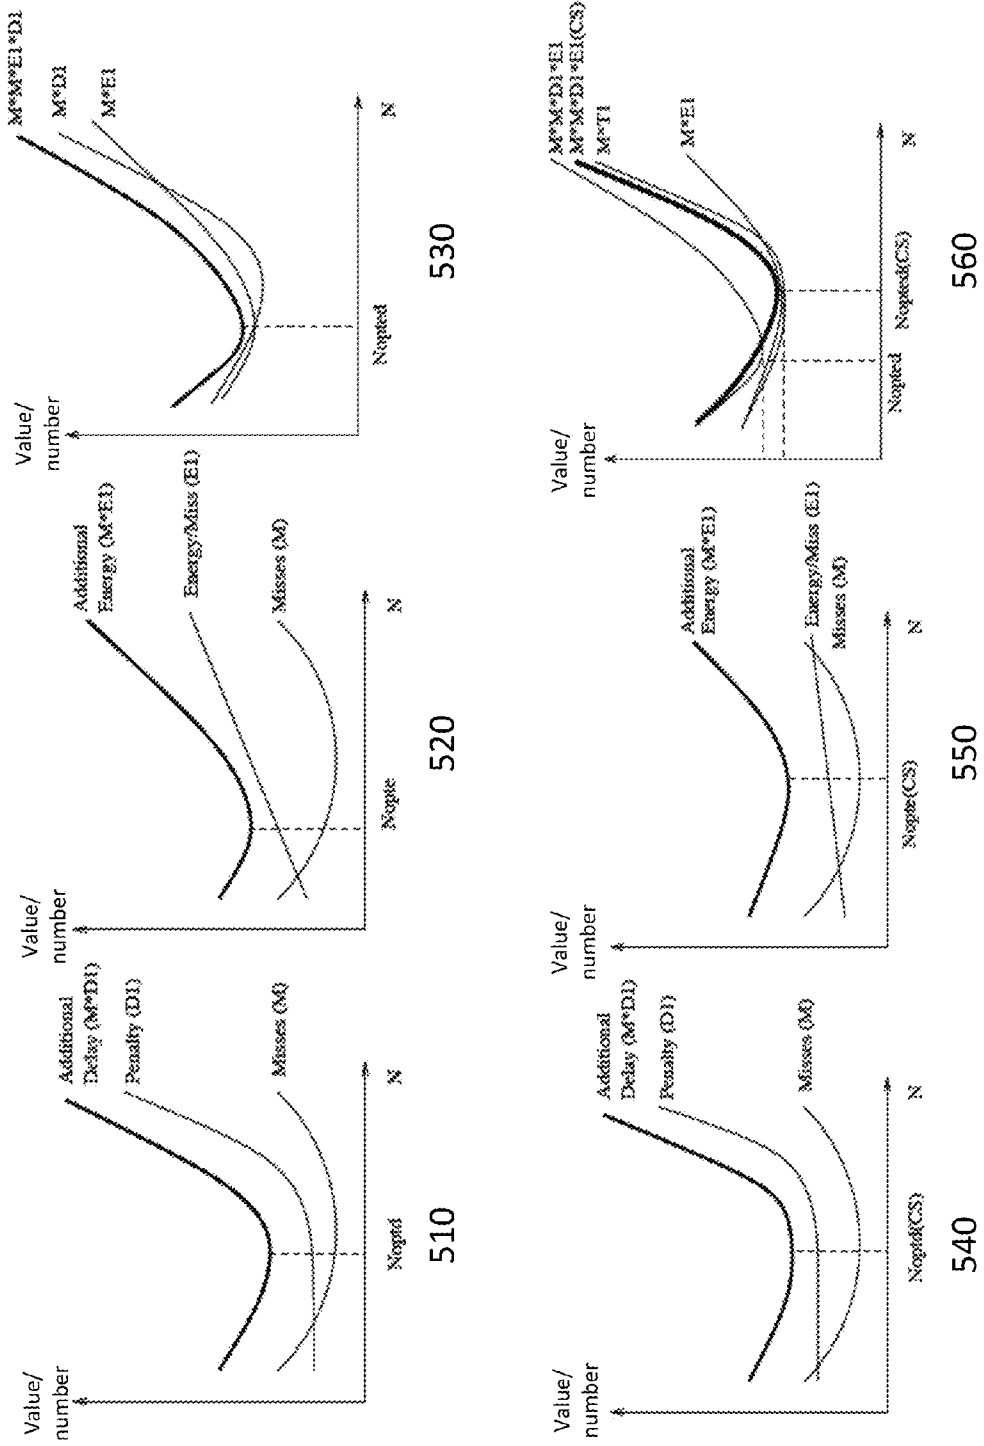 Value/
number
Additional
Delay (M*D1)
Penalty (D1)
Misses (M)
N
Noptd
510
Value/
number
Additional
Energy (M*E1)
Energy/Miss (E1)
Misses (M)
N
Nopte
520
Value/
number
M*M*E1*D1
M*D1
M*E1
N
Nopted
530
Value/
number
Additional
Delay (M*D1)
Penalty (D1)
Misses (M)
N
Noptd(CS)
540
Value/
number
Additional
Energy (M*E1)
Energy/Miss (E1)
Misses (M)
N
Nopte(CS)
550
Value/
number
M*M*D1*E1
M*M*D1*E1(CS)
M*T1
M*E1
N
Nopted
Nopted(CS)
560